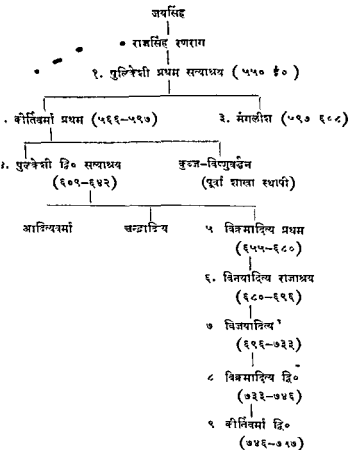 जयसिंह
राजसिंह रणराग
१. पुलिकेशी प्रथम सत्याश्रय (५५० ई०)
. कीर्तिवर्मा प्रथम (५६६-५९७)
३. मंगलीश (५९७ ६८८)
३. पुल्केशी द्वि० सत्याश्रय
(६०९-६४२)
कुब्ज-विष्णुवर्द्धन
(पूर्वी शाखा स्थापी)
आदित्यवर्मा
चन्द्रादित्य
५ विक्रमादित्य प्रथम
(६५५-६८०)
६. विनयादित्य राजाश्रय
(६८०-६९६)
७ विजयादित्य
(६९६-७३३)
८ विक्रमादित्य द्वि०
(७३३-७४६)
९ कीर्तिवर्मा द्वि०
(७४६-७५७)